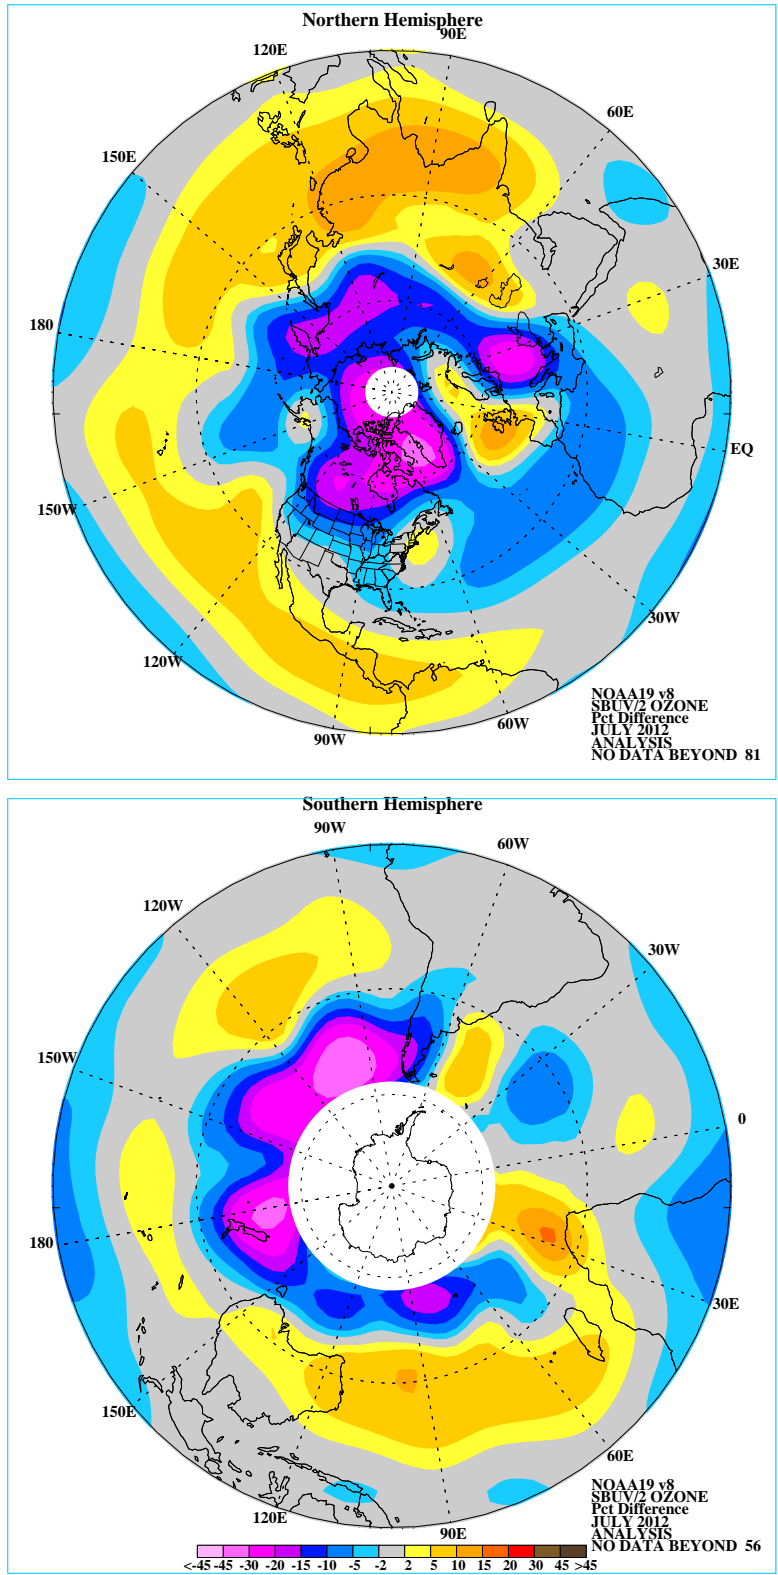 Northern Hemisphere
90E
120E
60E
150E
30E
180
EQ
150W
30W
120W
60W
90W
NOAA19 v8
SBUV/2 OZONE
Pct Difference
JULY 2012
ANALYSIS
NO DATA BEYOND 81
Southern Hemisphere
90W
60W
120W
30W
150W
0
180
30E
150E
60E
120E
90E
NOAA19 v8
SBUV/2 OZONE
Pct Difference
JULY 2012
ANALYSIS
NO DATA BEYOND 56
<-45 -45 -30 -20 -15 -10 -5 -2 2 5 10 15 20 30 45 >45